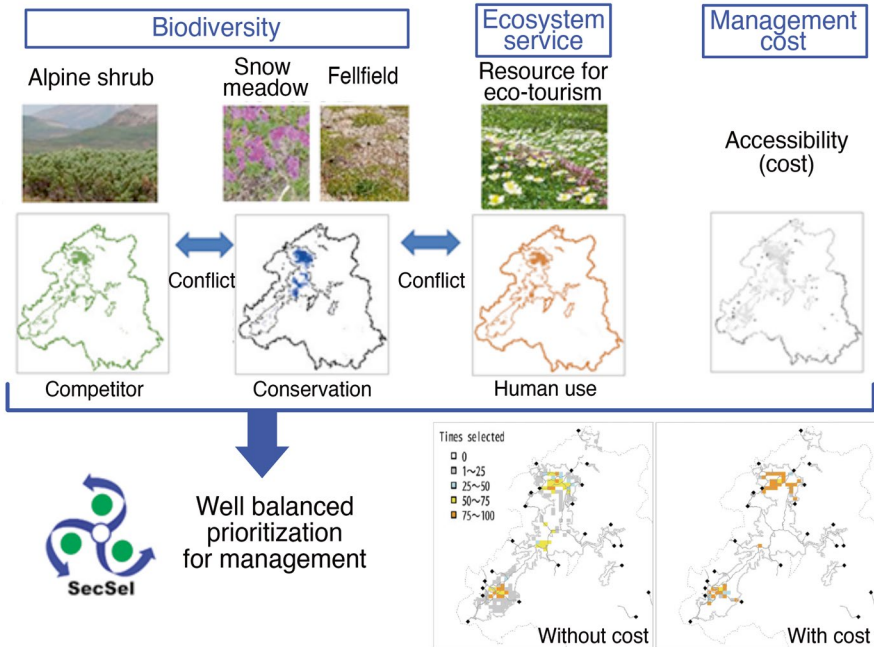 Biodiversity
Ecosystem
service
Management
cost
Alpine shrub
Snow
meadow
Fellfield
Resource for
eco-tourism
Accessibility
(cost)
Conflict
Conflict
Competitor
Conservation
Human use
Times selected
0
1～25
25～50
50～75
75～100
SecSel
Well balanced
prioritization
for management
Without cost
With cost